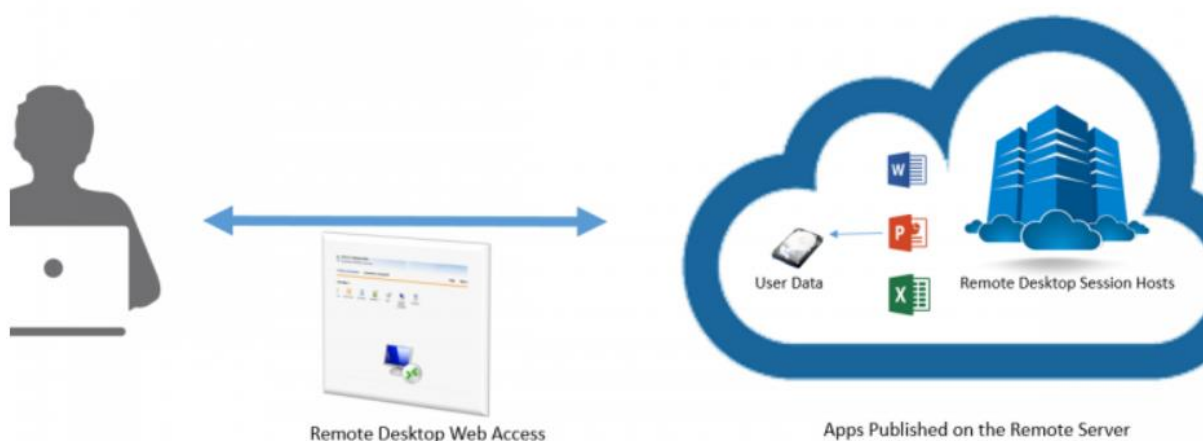 W
P
User Data
Remote Desktop Session Hosts
X
Remote Desktop Web Access
Apps Published on the Remote Server